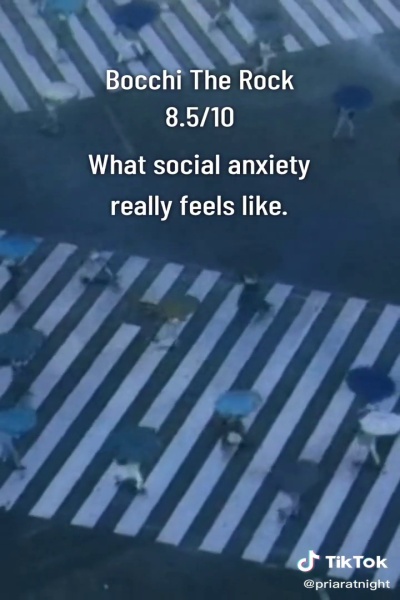 Bocchi The Rock
8.5/10
What social anxiety
really feels like.
TikTok
@priaratnight